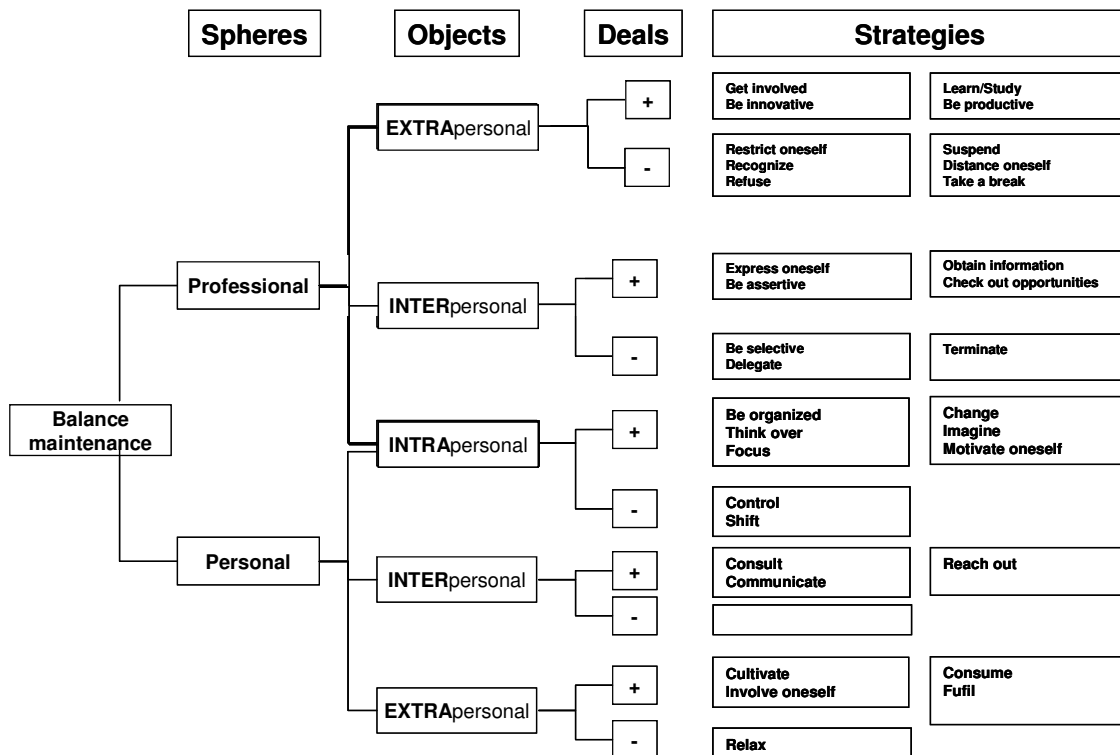 Spheres
Objects
Deals
Strategies
EXTRApersonal
+
Get involved
Be innovative
Learn/Study
Be productive
-
Restrict oneself
Recognize
Refuse
Suspend
Distance oneself
Take a break
Professional
INTERpersonal
+
Express oneself
Be assertive
Obtain information
Check out opportunities
-
Be selective
Delegate
Terminate
Balance
maintenance
INTRApersonal
+
Be organized
Think over
Focus
Change
Imagine
Motivate oneself
-
Control
Shift
Personal
INTERpersonal
+
Consult
Communicate
Reach out
-
EXTRApersonal
+
Cultivate
Involve oneself
Consume
Fufil
-
Relax